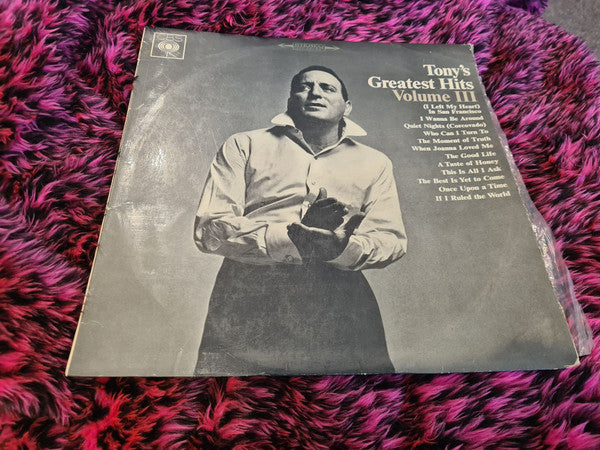 CBS
STEREO
Tony's
Greatest Hits
Volume III
(I Left My Heart)
In San Francisco
I Wanna Be Around
Quiet Nights (Corcovado)
Who Can I Turn To
The Moment of Truth
When Joanna Loved Me
The Good Life
A Taste of Honey
This Is All I Ask
The Best Is Yet to Come
Once Upon a Time
If I Ruled the World